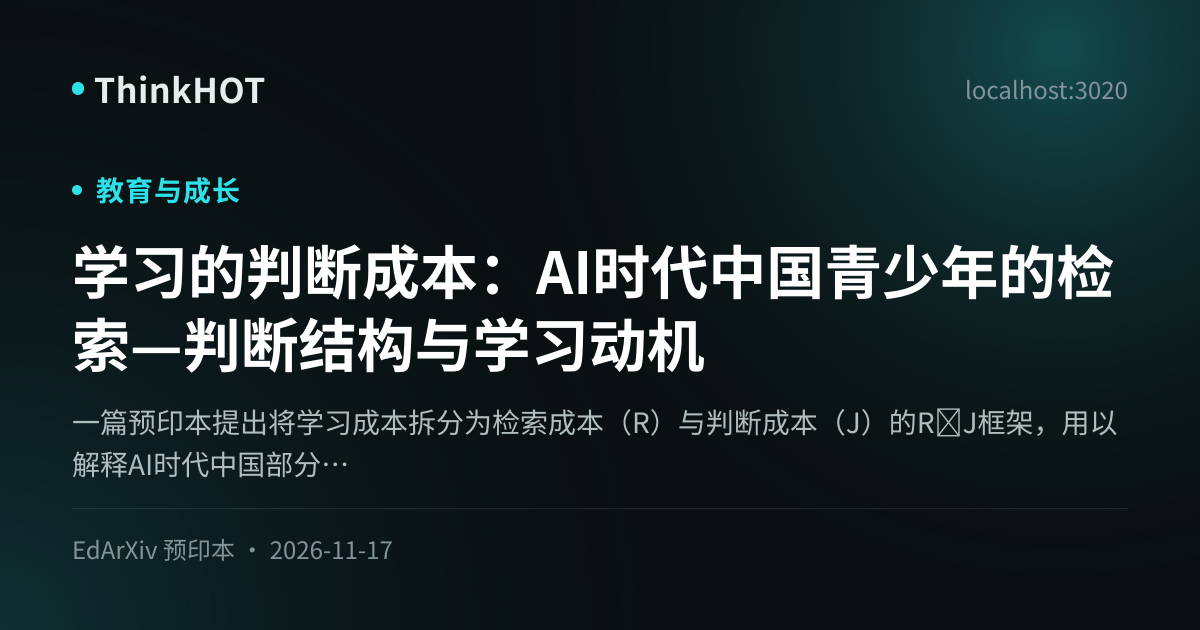 ThinkHOT
localhost:3020
教育与成长
学习的判断成本：AI时代中国青少年的检
索—判断结构与学习动机
一篇预印本提出将学习成本拆分为检索成本（R）与判断成本（J）的R☒J框架，用以
解释AI时代中国部分…
EdArXiv 预印本 · 2026-11-17